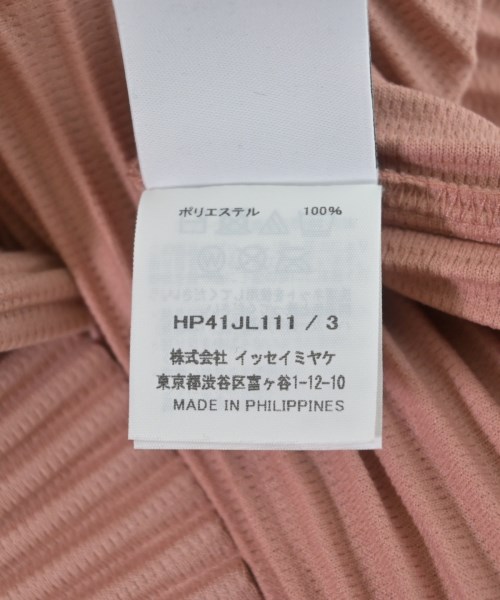 ポリエステル 100%
HP41JL111 / 3
株式会社 イッセイミヤケ
東京都渋谷区富ヶ谷1-12-10
MADE IN PHILIPPINES